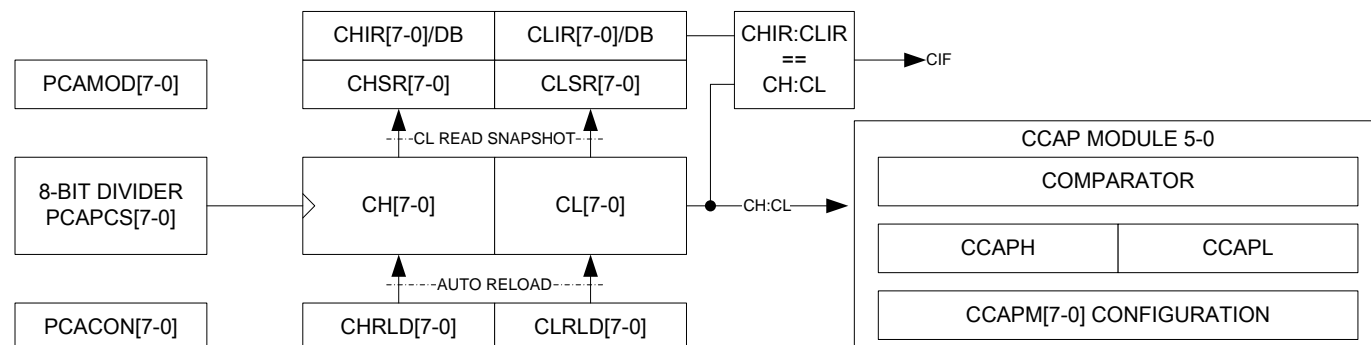 CHIR[7-0]/DB CLIR[7-0]/DB
CHIR:CLIR
==
CH:CL
CIF
PCAMOD[7-0]
CHSR[7-0] CLSR[7-0]
CL READ SNAPSHOT
8-BIT DIVIDER
PCAPCS[7-0]
CH[7-0] CL[7-0]
CH:CL
AUTO RELOAD
PCACON[7-0]
CHRLD[7-0] CLRLD[7-0]
CCAP MODULE 5-0
COMPARATOR
CCAPH CCAPL
CCAPM[7-0] CONFIGURATION